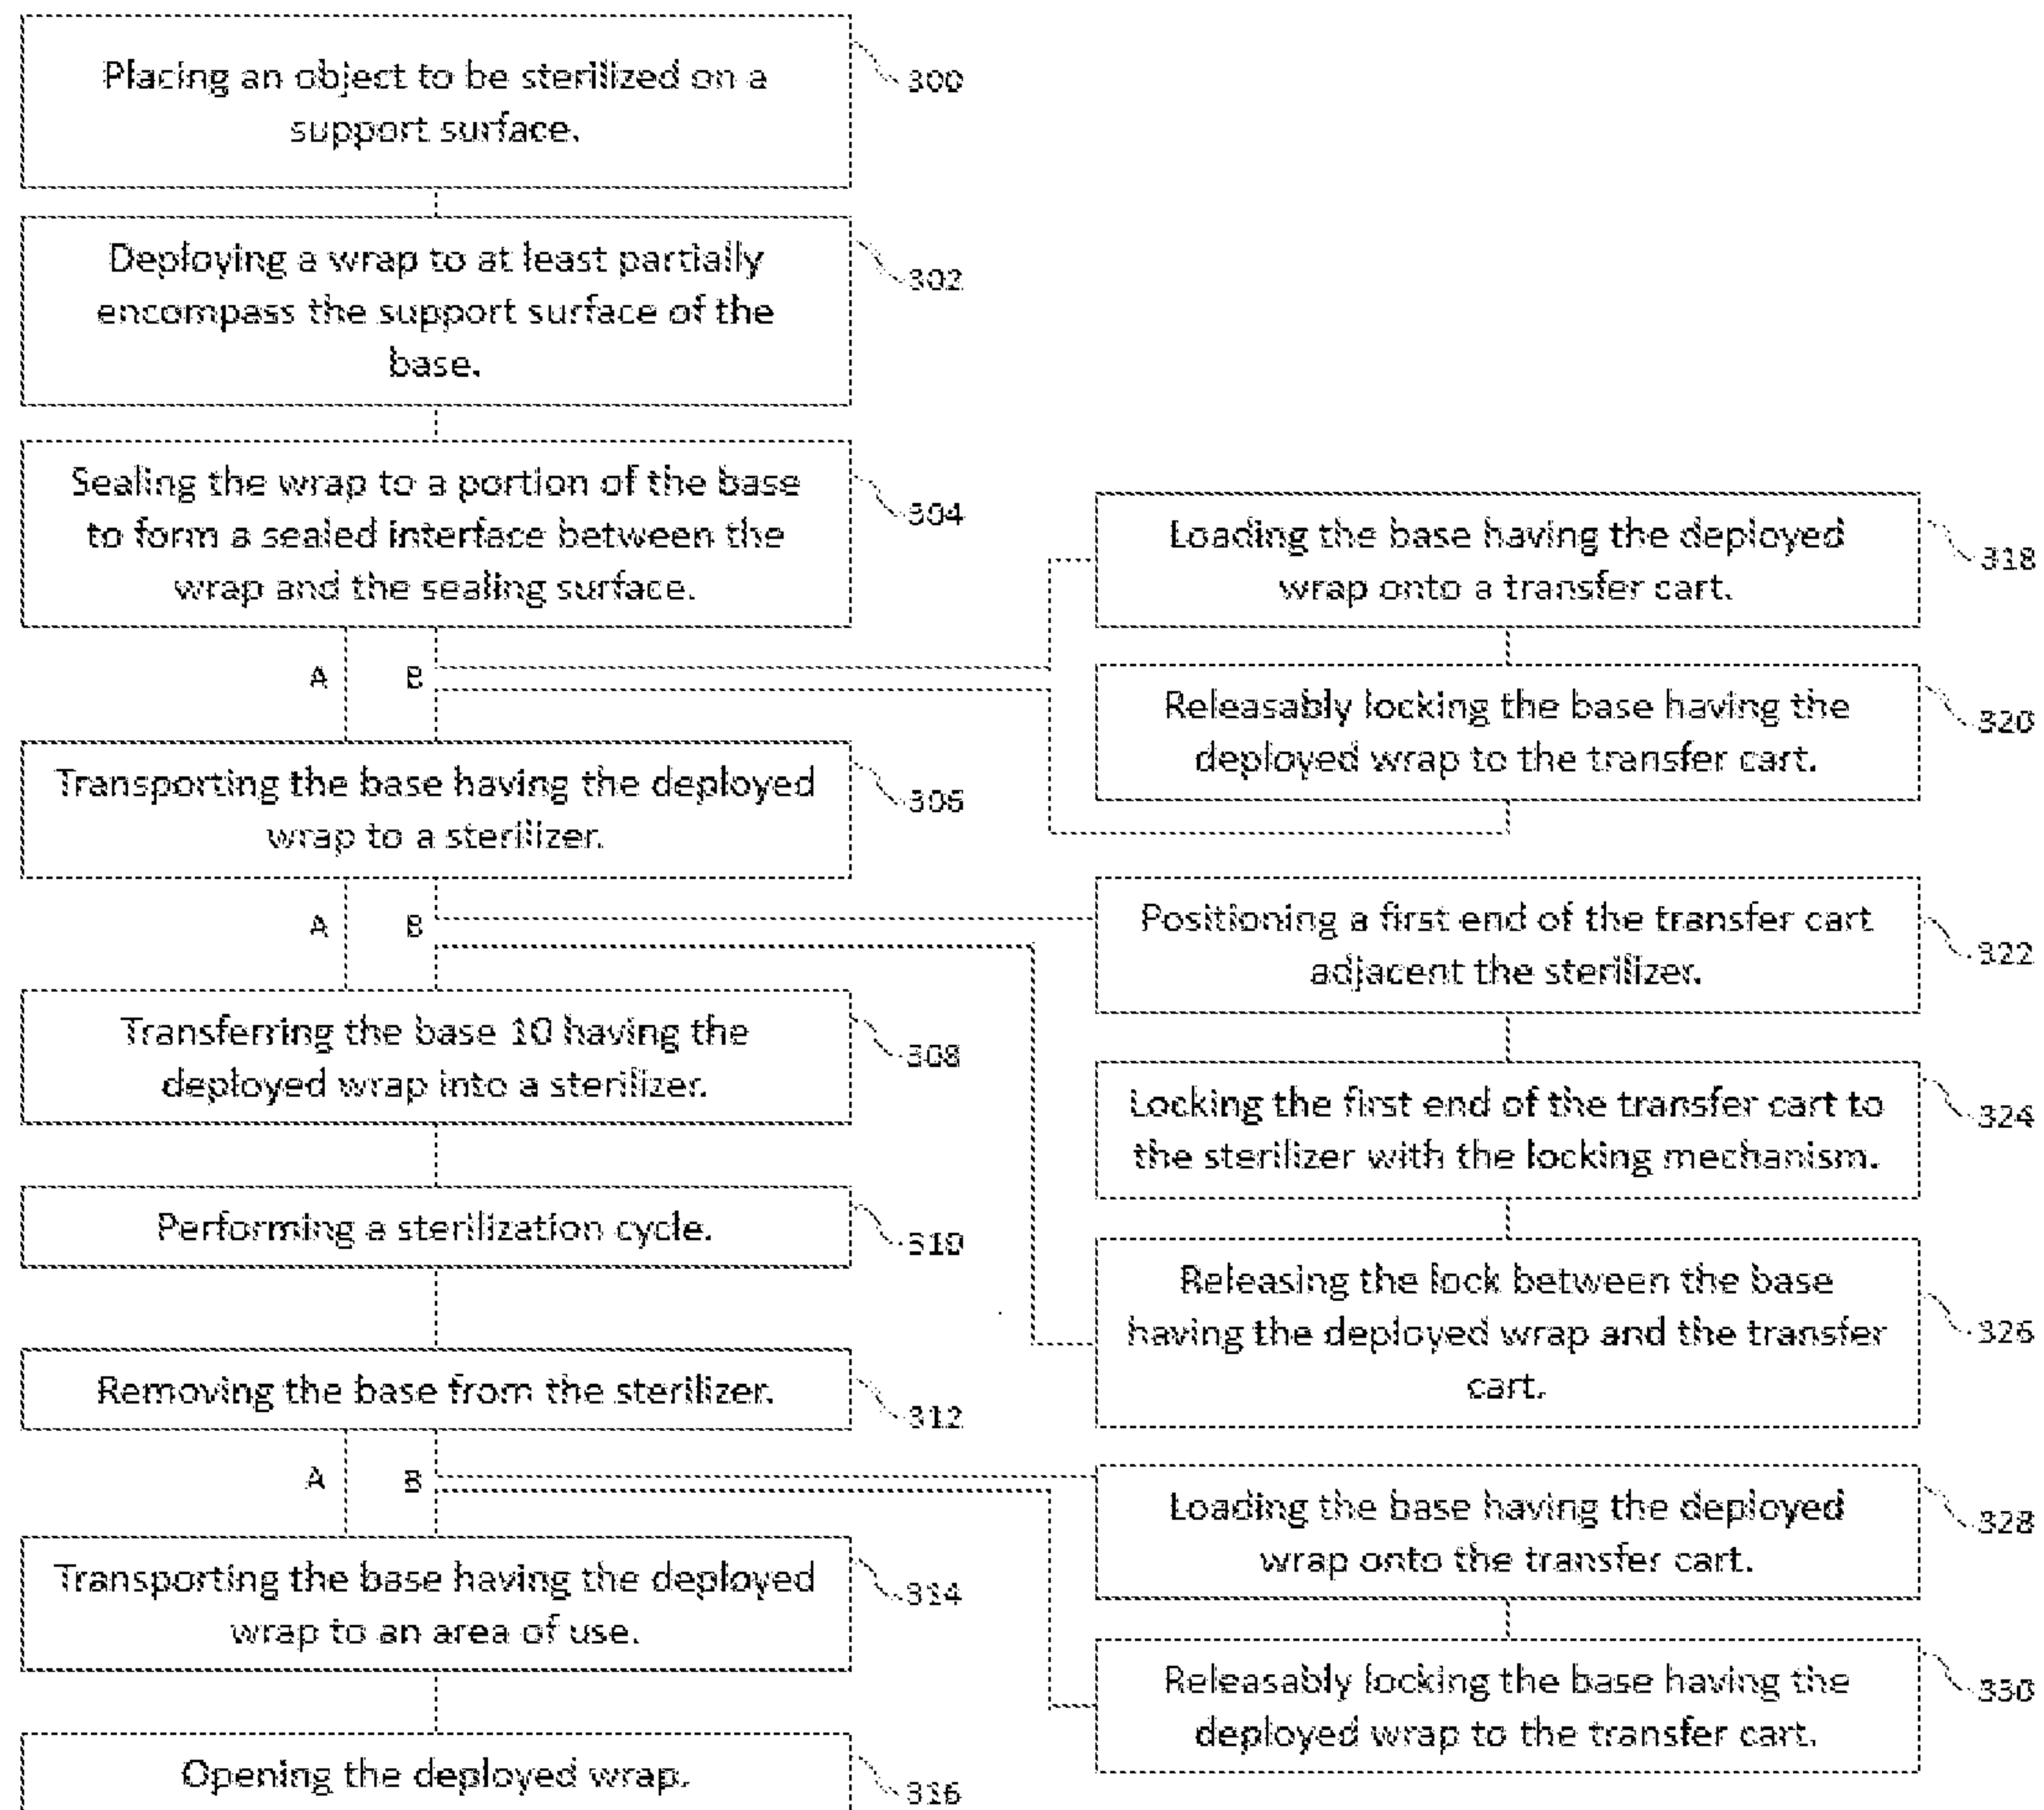 Placing an object to be sterilized on a
support surface.
300
Deploying a wrap to at least partially
encompass the support surface of the
base.
302
Sealing the wrap to a portion of the base
to form a sealed interface between the
wrap and the sealing surface.
304
A
B
Loading the base having the deployed
wrap onto a transfer cart.
318
Releasably locking the base having the
deployed wrap to the transfer cart.
320
Transporting the base having the deployed
wrap to a sterilizer.
306
A
B
Positioning a first end of the transfer cart
adjacent the sterilizer.
322
Locking the first end of the transfer cart to
the sterilizer with the locking mechanism.
324
Releasing the lock between the base
having the deployed wrap and the transfer
cart.
326
Transferring the base 10 having the
deployed wrap into a sterilizer.
308
Performing a sterilization cycle.
310
Removing the base from the sterilizer.
312
A
B
Loading the base having the deployed
wrap onto the transfer cart.
328
Releasably locking the base having the
deployed wrap to the transfer cart.
330
Transporting the base having the deployed
wrap to an area of use.
314
Opening the deployed wrap.
316